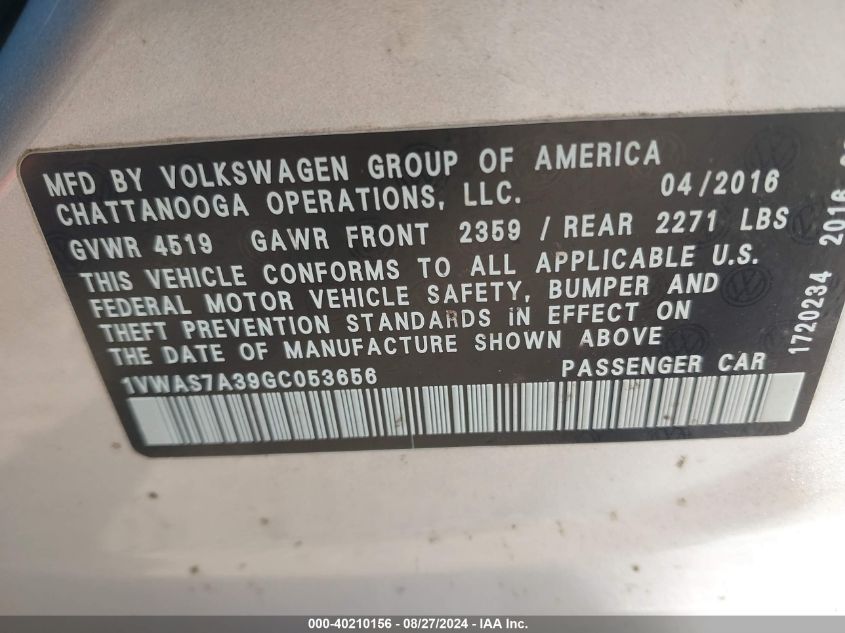 MFD BY VOLKSWAGEN GROUP OF AMERICA
CHATTANOOGA OPERATIONS, LLC. 04/2016
GVWR 4519 GAWR FRONT 2359 / REAR 2271 LBS
THIS VEHICLE CONFORMS TO ALL APPLICABLE U.S.
FEDERAL MOTOR VEHICLE SAFETY, BUMPER AND
THEFT PREVENTION STANDARDS iN EFFECT ON
THE DATE OF MANUFACTURE SHOWN ABOVE
1VWAS7A39GC053656 PASSENGER CAR
1720234 2016
000-40210156 - 08/27/2024 - IAA Inc.